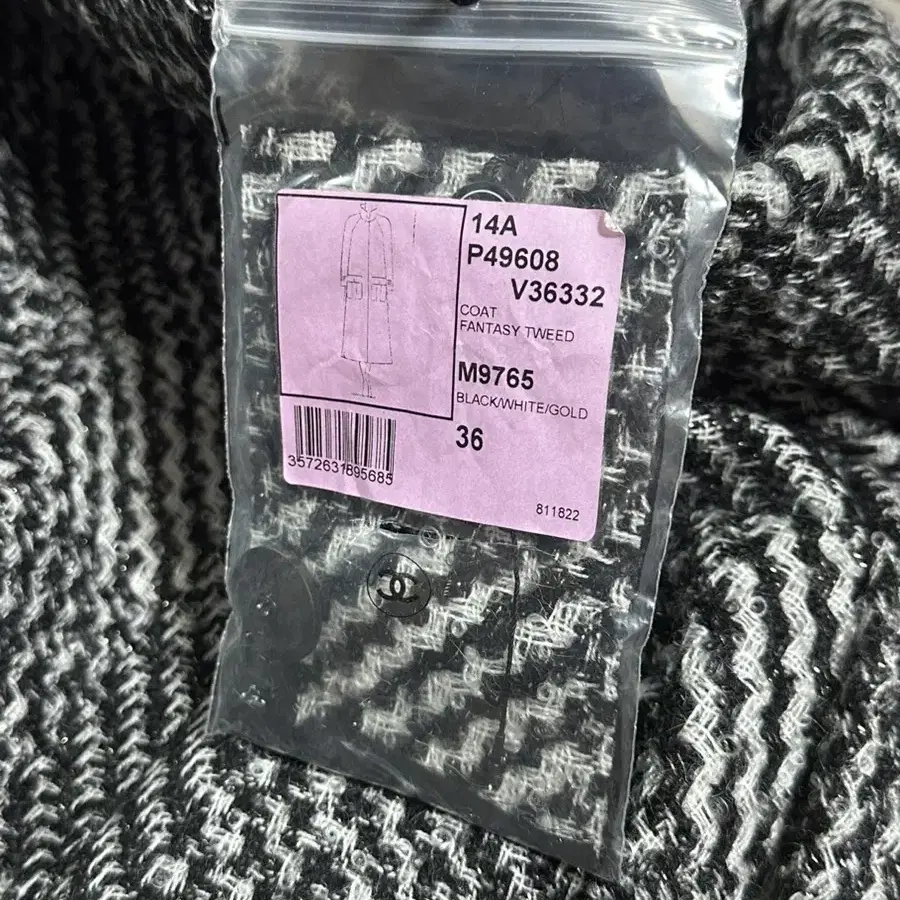 14A
P49608
V36332
COAT
FANTASY TWEED
M9765
BLACK/WHITE/GOLD
36
3572631895685
811822